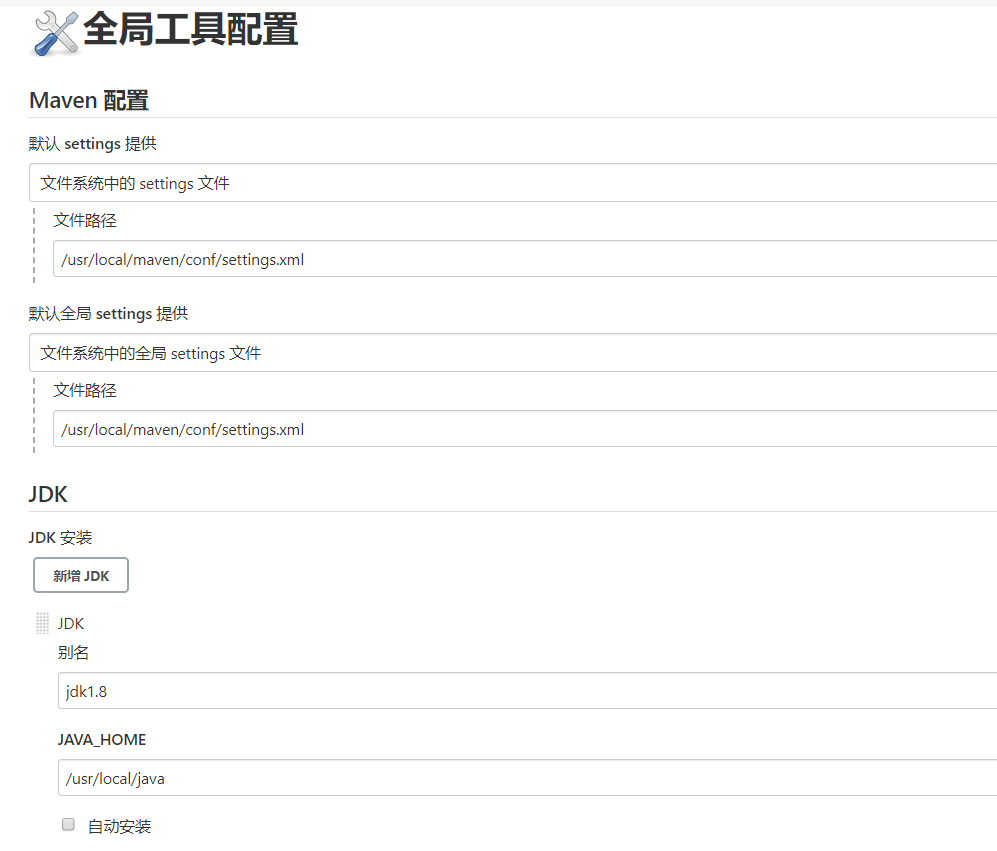 全局工具配置
Maven 配置
默认 settings 提供
文件系统中的 settings 文件
文件路径
/usr/local/maven/conf/settings.xml
默认全局 settings 提供
文件系统中的全局 settings 文件
文件路径
/usr/local/maven/conf/settings.xml
JDK
JDK 安装
新增 JDK
JDK
别名
jdk1.8
JAVA_HOME
/usr/local/java
自动安装